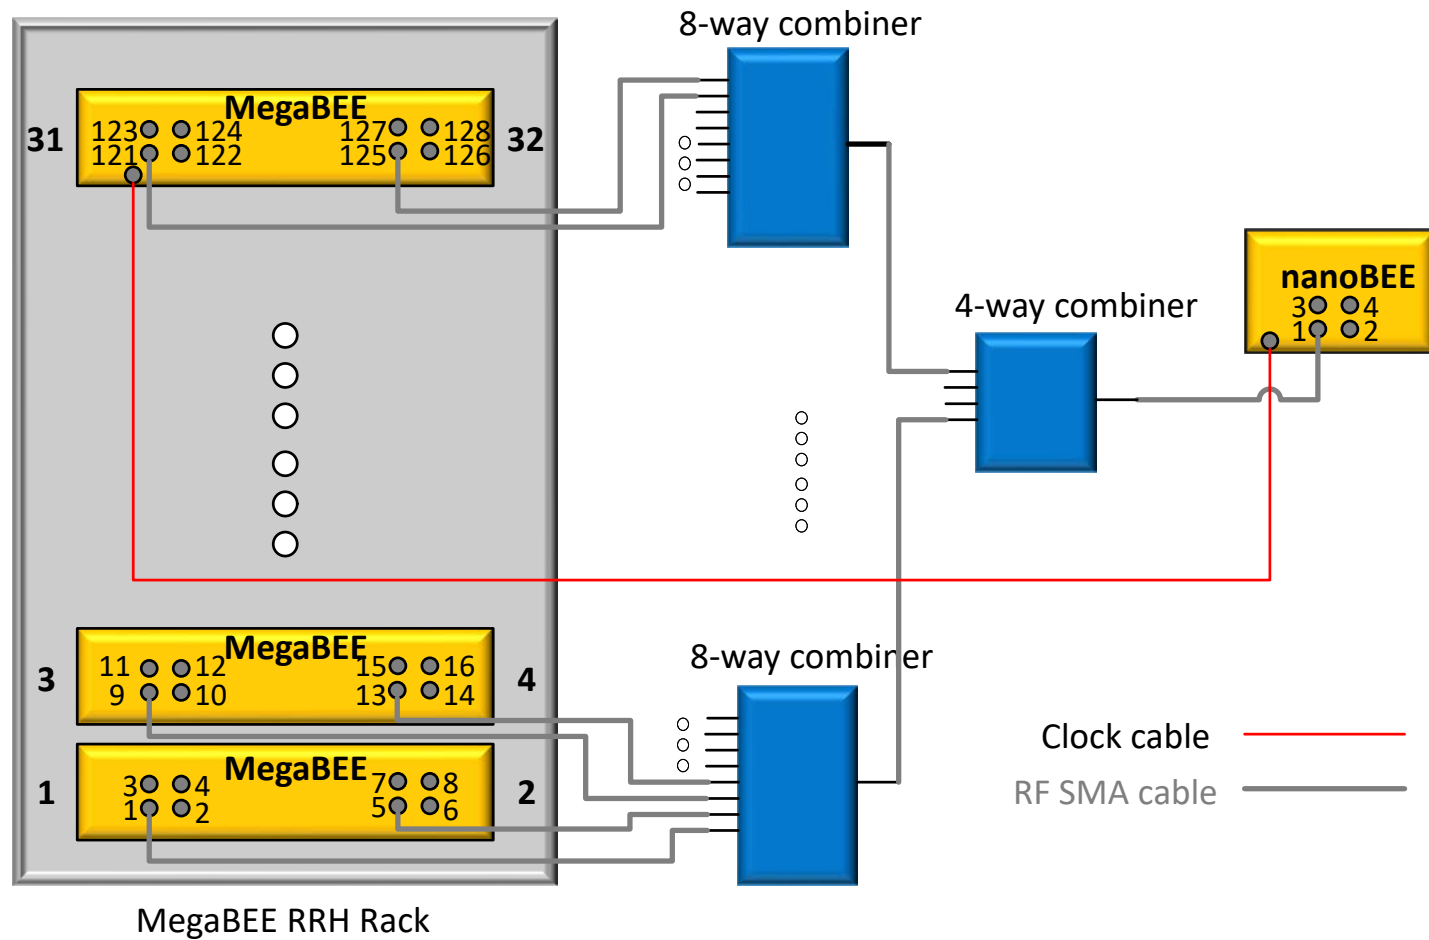 8-way combiner
MegaBEE
31
123 124 127 128
121 122 125 126
32
nanoBEE
3 4
1 2
4-way combiner
MegaBEE
3
11 12 15 16
9 10 13 14
4
8-way combiner
MegaBEE
1
3 4 7 8
1 2 5 6
2
Clock cable
RF SMA cable
MegaBEE RRH Rack